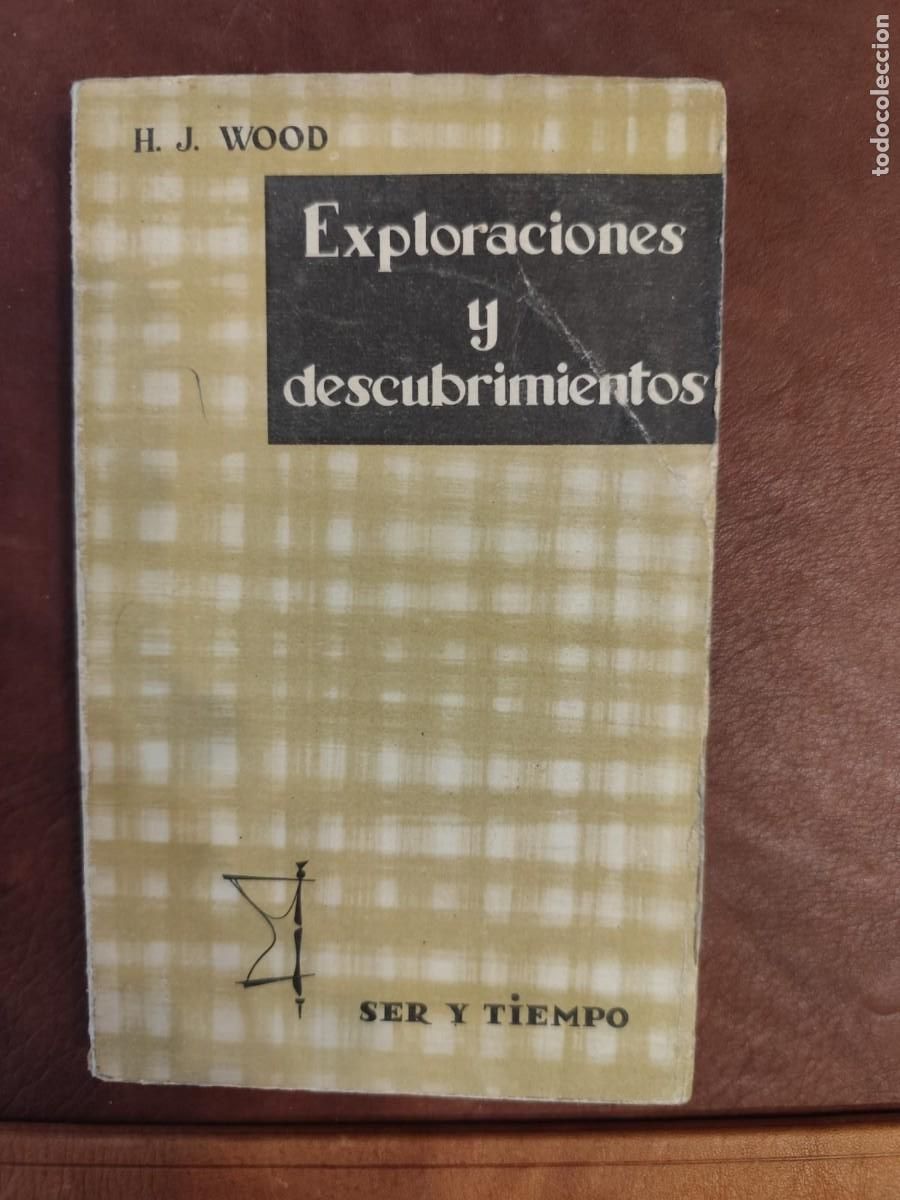 H. J. WOOD
Exploraciones
y
descubrimientos
SER Y TIEMPO
todocoleccion